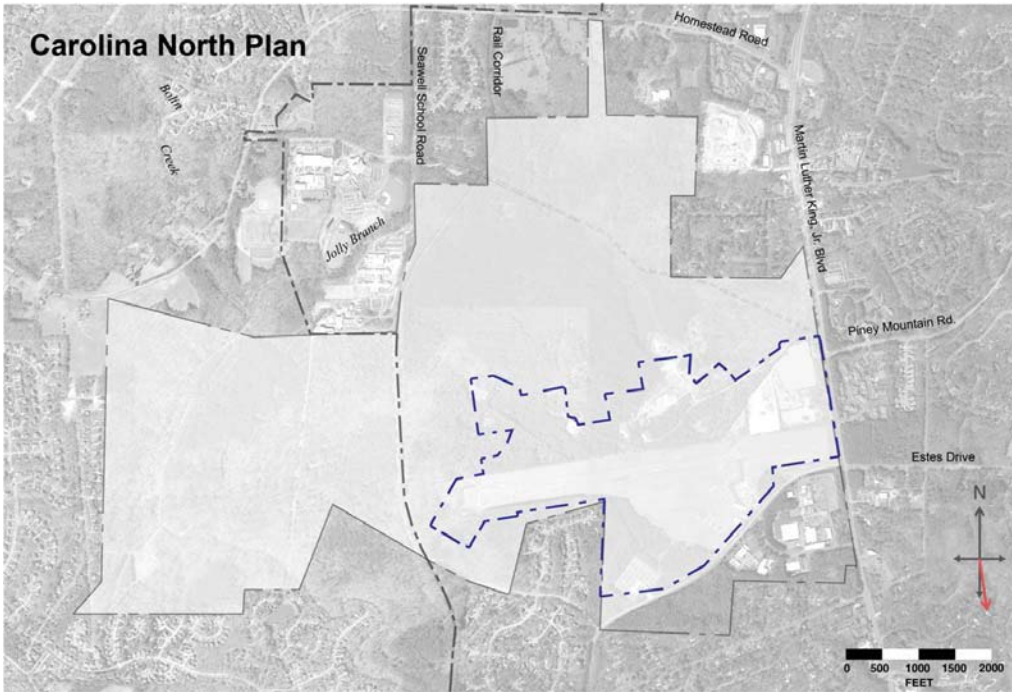 Carolina North Plan
Homestead Road
Rail Corridor
Seawell School Road
Bolin
Creek
Jolly Branch
Martin Luther King, Jr. Blvd
Piney Mountain Rd.
Estes Drive
N
0 500 1000 1500 2000
FEET